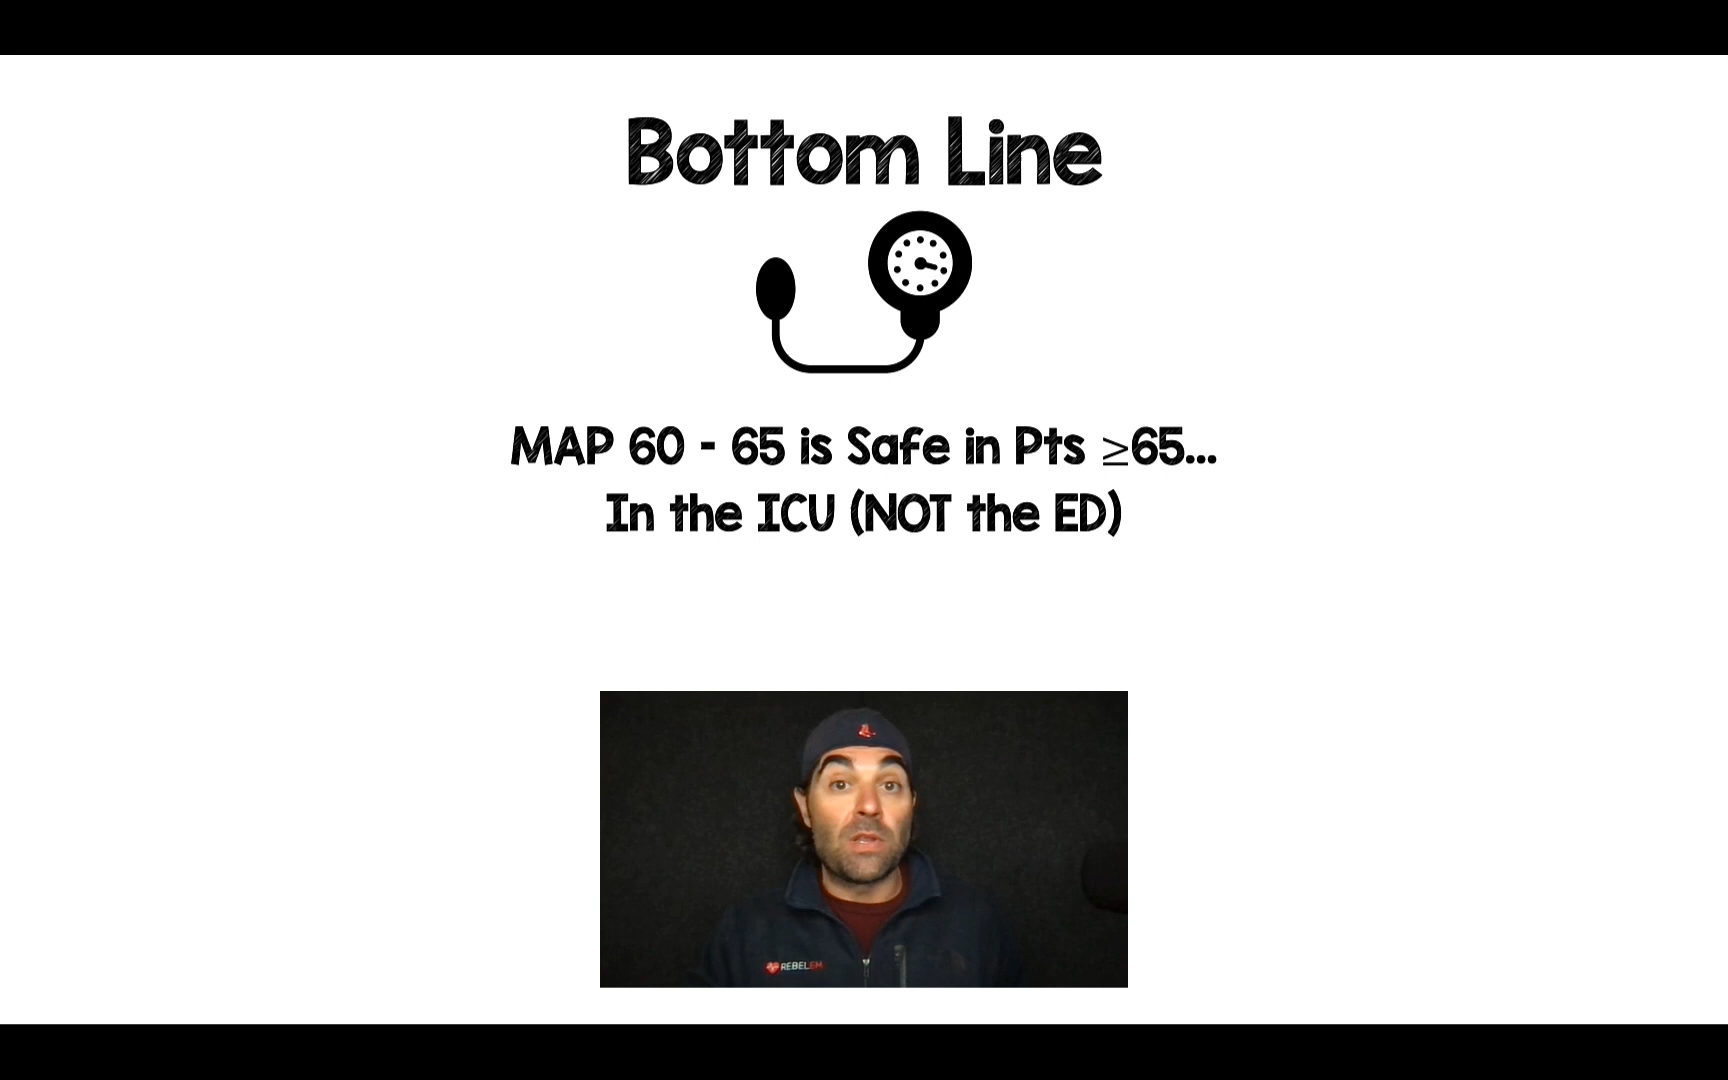 Bottom Line
MAP 60 - 65 is Safe in Pts ≥65...
In the ICU (NOT the ED)
REBELEM